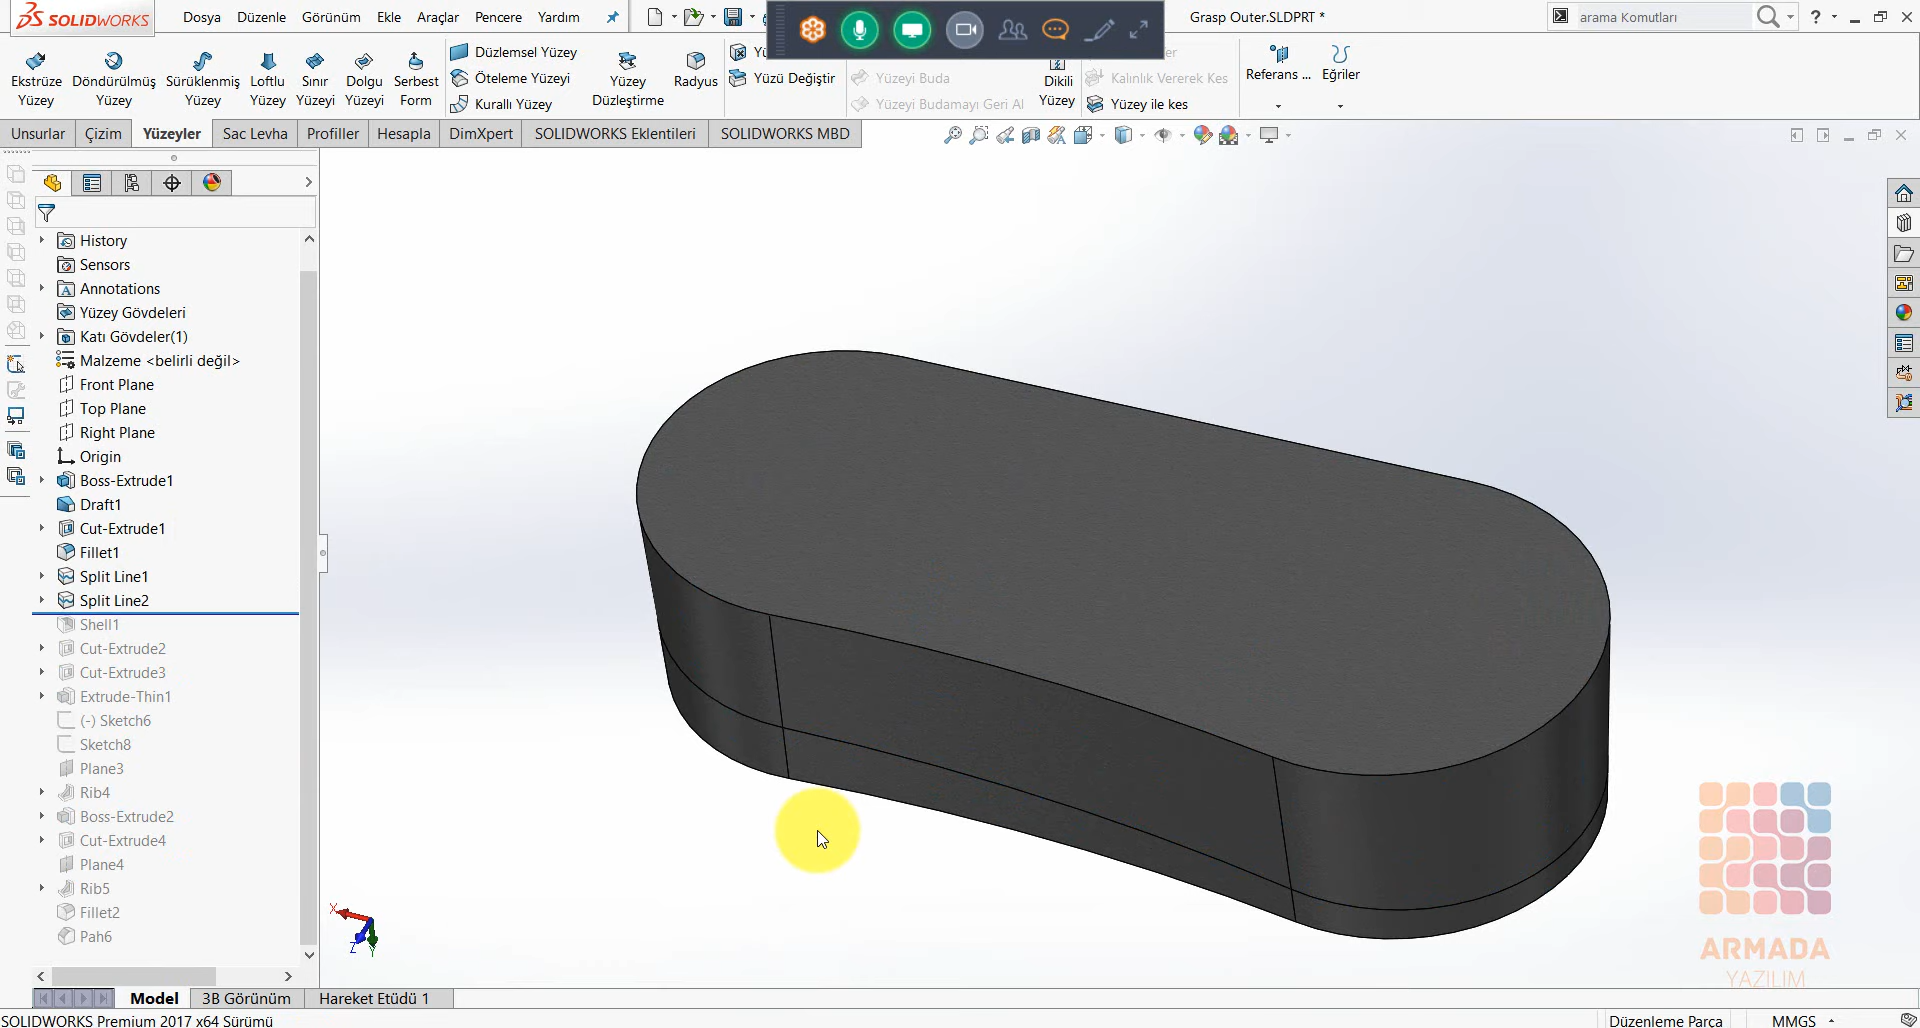 SOLIDWORKS
Dosya Düzenle Görünüm Ekle Araçlar Pencere Yardım
Grasp Outer.SLDPRT *
arama Komutları
Ekstrüze Yüzey
Döndürülmüş Yüzey
Sürüklenmiş Yüzey
Loftlu Yüzey
Sınır Yüzeyi
Dolgu Yüzeyi
Serbest Form
Düzlemsel Yüzey
Öteleme Yüzeyi
Kurallı Yüzey
Yüzey Düzleştirme
Radyus
Yüzü Değiştir
Yüzeyi Buda
Yüzeyi Budamayı Geri Al
Dikili Yüzey
Kalınlık Vererek Kes
Yüzey ile kes
Referans ...
Eğriler
Unsurlar Çizim Yüzeyler Sac Levha Profiller Hesapla DimXpert SOLIDWORKS Eklentileri SOLIDWORKS MBD
History
Sensors
Annotations
Yüzey Gövdeleri
Katı Gövdeler(1)
Malzeme <belirli değil>
Front Plane
Top Plane
Right Plane
Origin
Boss-Extrude1
Draft1
Cut-Extrude1
Fillet1
Split Line1
Split Line2
Shell1
Cut-Extrude2
Cut-Extrude3
Extrude-Thin1
(-) Sketch6
Sketch8
Plane3
Rib4
Boss-Extrude2
Cut-Extrude4
Plane4
Rib5
Fillet2
Pah6
X
Z
Y
ARMADA
YAZILIM
Model 3B Görünüm Hareket Etüdü 1
SOLIDWORKS Premium 2017 x64 Sürümü
Düzenleme Parça
MMGS